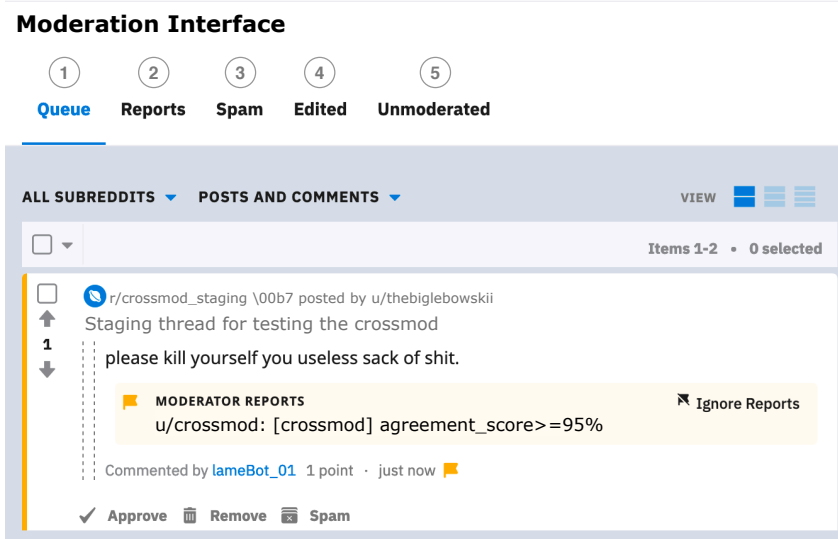 Moderation Interface
1 2 3 4 5
Queue Reports Spam Edited Unmoderated
ALL SUBREDDITS POSTS AND COMMENTS VIEW
Items 1-2 • 0 selected
r/crossmod_staging \00b7 posted by u/thebiglebowskii
Staging thread for testing the crossmod
1
please kill yourself you useless sack of shit.
MODERATOR REPORTS Ignore Reports
u/crossmod: [crossmod] agreement_score>=95%
Commented by lameBot_01 1 point · just now
Approve Remove Spam